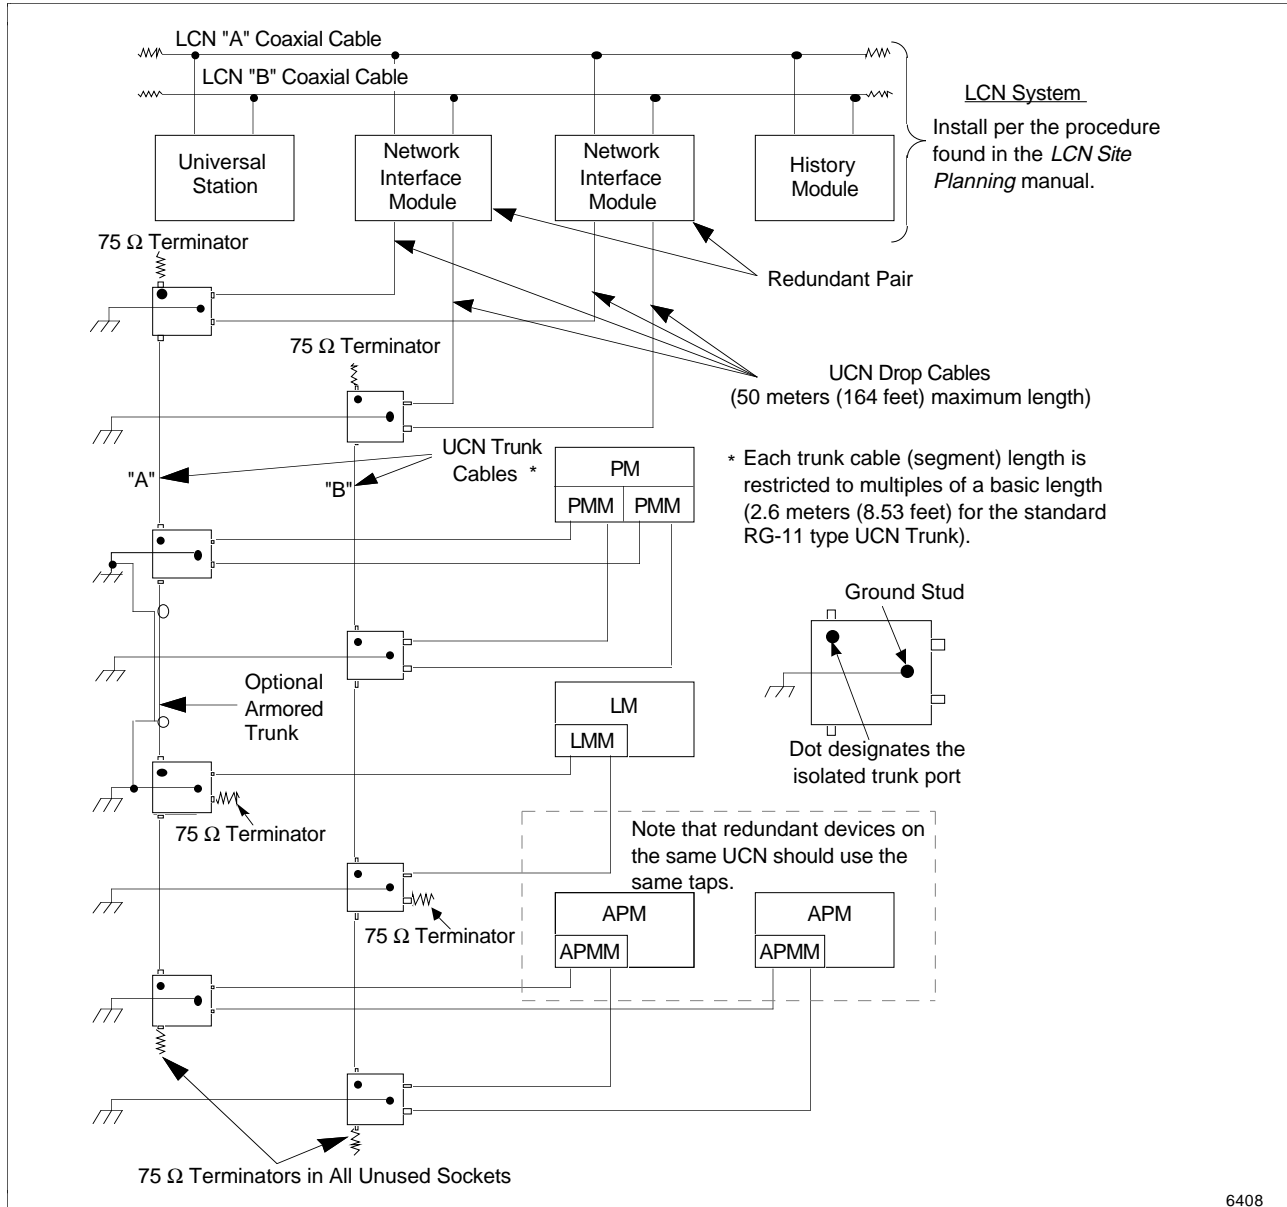 LCN "A" Coaxial Cable
LCN "B" Coaxial Cable
LCN System
Install per the procedure
found in the LCN Site
Planning manual.
Universal
Station
Network
Interface
Module
Network
Interface
Module
History
Module
75 Ω Terminator
Redundant Pair
75 Ω Terminator
UCN Drop Cables
(50 meters (164 feet) maximum length)
UCN Trunk
Cables *
"A"
"B"
PM
PMM
PMM
* Each trunk cable (segment) length is
restricted to multiples of a basic length
(2.6 meters (8.53 feet) for the standard
RG-11 type UCN Trunk).
Ground Stud
Optional
Armored
Trunk
LM
LMM
Dot designates the
isolated trunk port
75 Ω Terminator
Note that redundant devices on
the same UCN should use the
same taps.
APM
APMM
APM
APMM
75 Ω Terminator
75 Ω Terminators in All Unused Sockets
6408